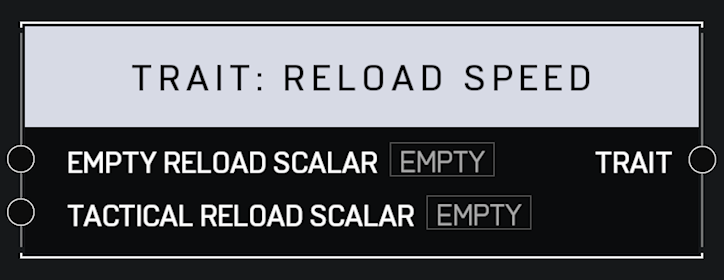 TRAIT: RELOAD SPEED
EMPTY RELOAD SCALAR EMPTY TRAIT
TACTICAL RELOAD SCALAR EMPTY